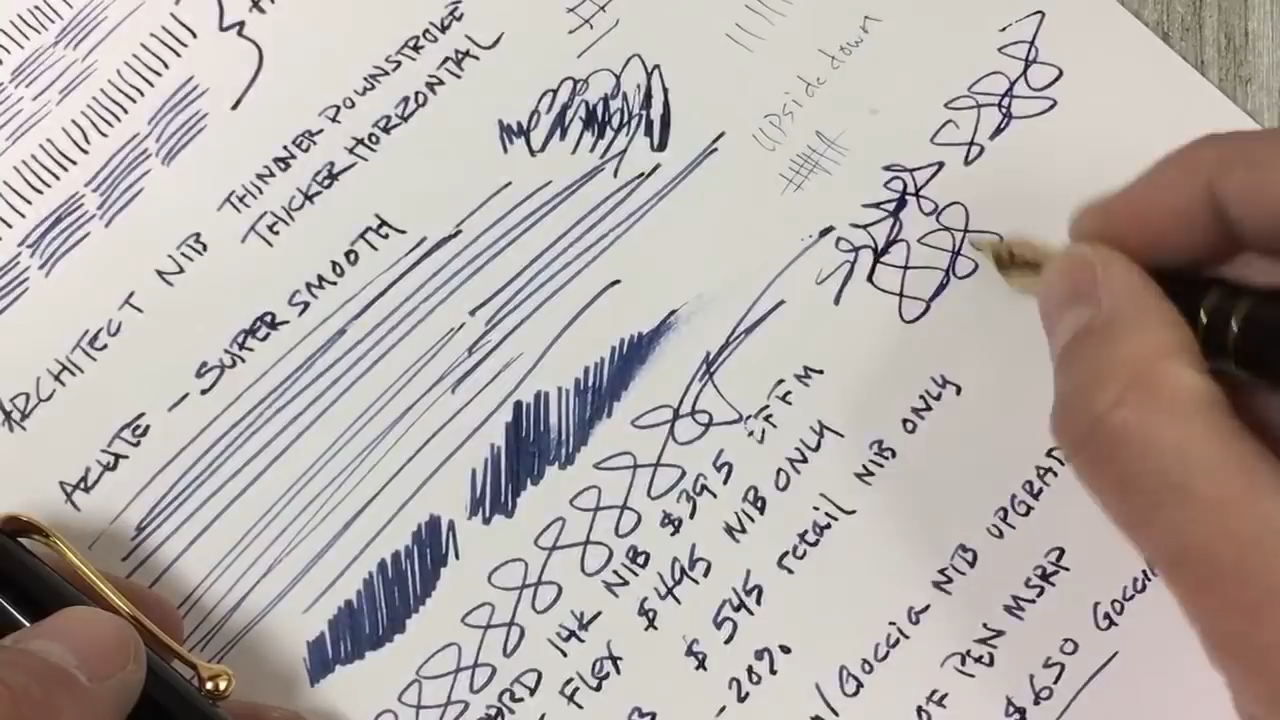 THINNER DOWNSTROKE
THICKER HORIZONTAL
ARCHITECT NIB
ACUTE - SUPER SMOOTH
Upside down
EFFM
14K NIB $395
FLEX $495 NIB ONLY
$545 retail NIB ONLY
-20%
/Goccia NIB UPGRAD
OF PEN MSRP
$650 Goccia